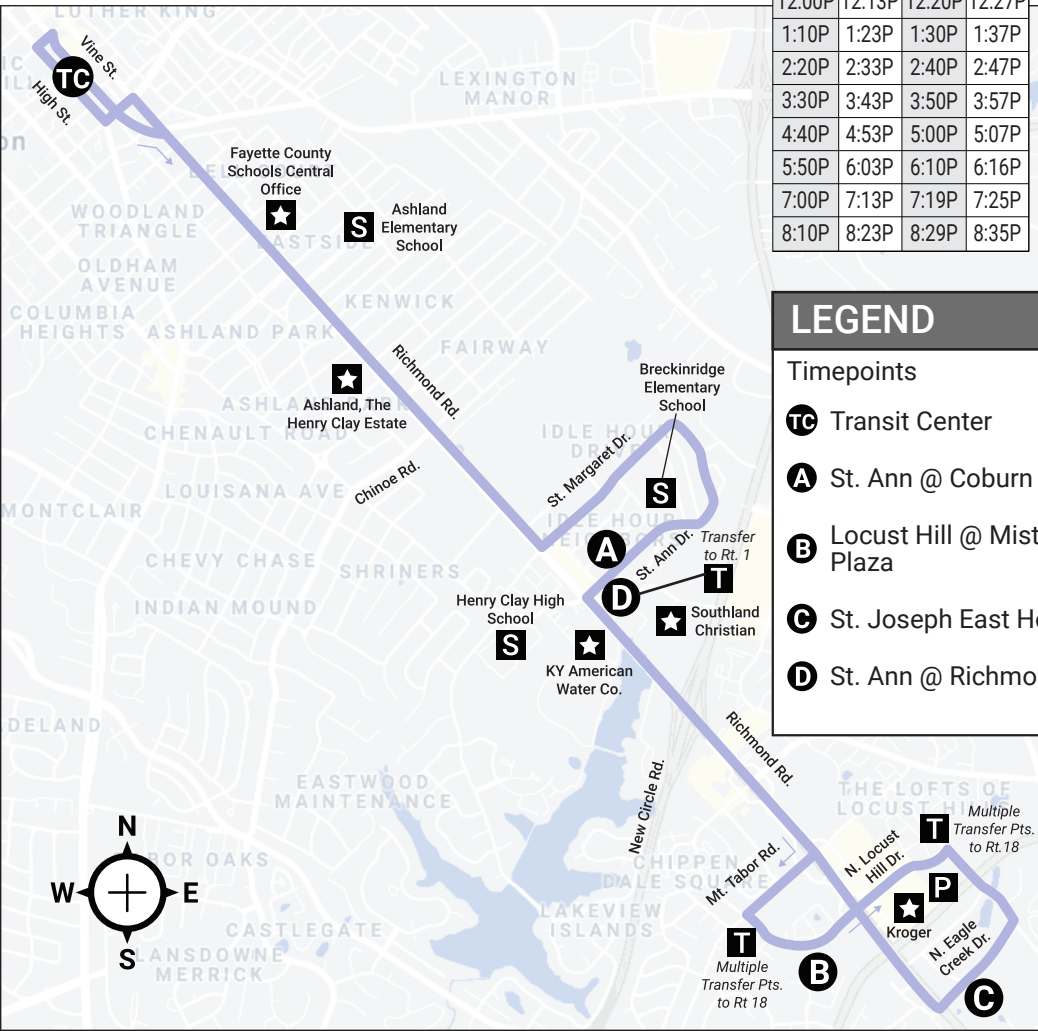 LUTHER KING
12:00P 12:13P 12:20P 12:27P
1:10P 1:23P 1:30P 1:37P
2:20P 2:33P 2:40P 2:47P
3:30P 3:43P 3:50P 3:57P
4:40P 4:53P 5:00P 5:07P
5:50P 6:03P 6:10P 6:16P
7:00P 7:13P 7:19P 7:25P
8:10P 8:23P 8:29P 8:35P
Vine St.
TC
High St.
LEXINGTON
MANOR
on
Fayette County
Schools Central
Office
Ashland
Elementary
School
S
WOODLAND
TRIANGLE
EASTSIDE
OLDHAM
AVENUE
COLUMBIA
HEIGHTS
ASHLAND PARK
KENWICK
FAIRWAY
Richmond Rd.
Ashland, The
Henry Clay Estate
CHENAULT ROAD
Chinoe Rd.
LOUISANA AVE
MONTCLAIR
CHEVY CHASE
SHRINERS
INDIAN MOUND
Breckinridge
Elementary
School
IDLE HOUR
DRIVE
St. Margaret Dr.
S
IDLE HOUR
NEIGHBORS
A
St. Ann Dr.
Transfer
to Rt. 1
T
D
Southland
Christian
Henry Clay High
School
S
KY American
Water Co.
LEGEND
Timepoints
TC Transit Center
A St. Ann @ Coburn
B Locust Hill @ Mist
Plaza
C St. Joseph East Ho
D St. Ann @ Richmo
DELAND
EASTWOOD
MAINTENANCE
New Circle Rd.
Richmond Rd.
THE LOFTS OF
LOCUST HILL
Multiple
Transfer Pts.
to Rt.18
T
N. Locust
Hill Dr.
P
Kroger
N. Eagle
Creek Dr.
CHIPPEN
DALE SQUARE
Mt. Tabor Rd.
LAKEVIEW
ISLANDS
T
Multiple
Transfer Pts.
to Rt 18
B
C
N
W E
S
BOR OAKS
CASTLEGATE
LANSDOWNE
MERRICK